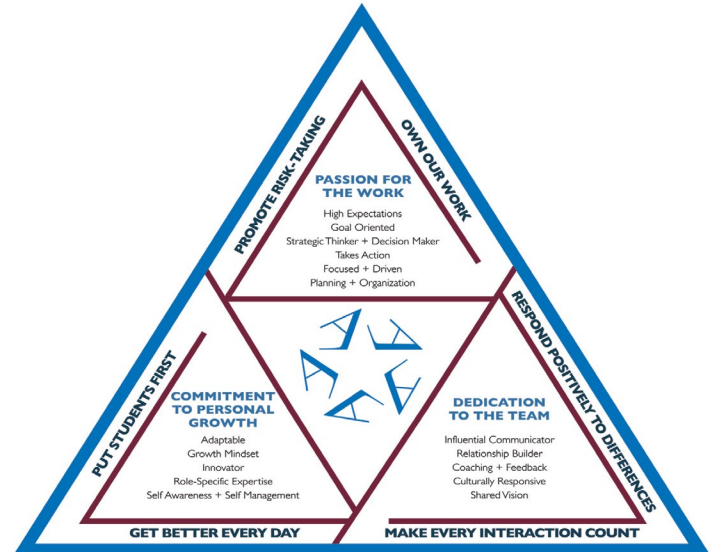 PROMOTE RISK-TAKING
OWN OUR WORK
PASSION FOR
THE WORK
High Expectations
Goal Oriented
Strategic Thinker + Decision Maker
Takes Action
Focused + Driven
Planning + Organization
PUT STUDENTS FIRST
COMMITMENT
TO PERSONAL
GROWTH
Adaptable
Growth Mindset
Innovator
Role-Specific Expertise
Self Awareness + Self Management
A
A
A
A
A
DEDICATION
TO THE TEAM
Influential Communicator
Relationship Builder
Coaching + Feedback
Culturally Responsive
Shared Vision
RESPOND POSITIVELY TO DIFFERENCES
GET BETTER EVERY DAY
MAKE EVERY INTERACTION COUNT